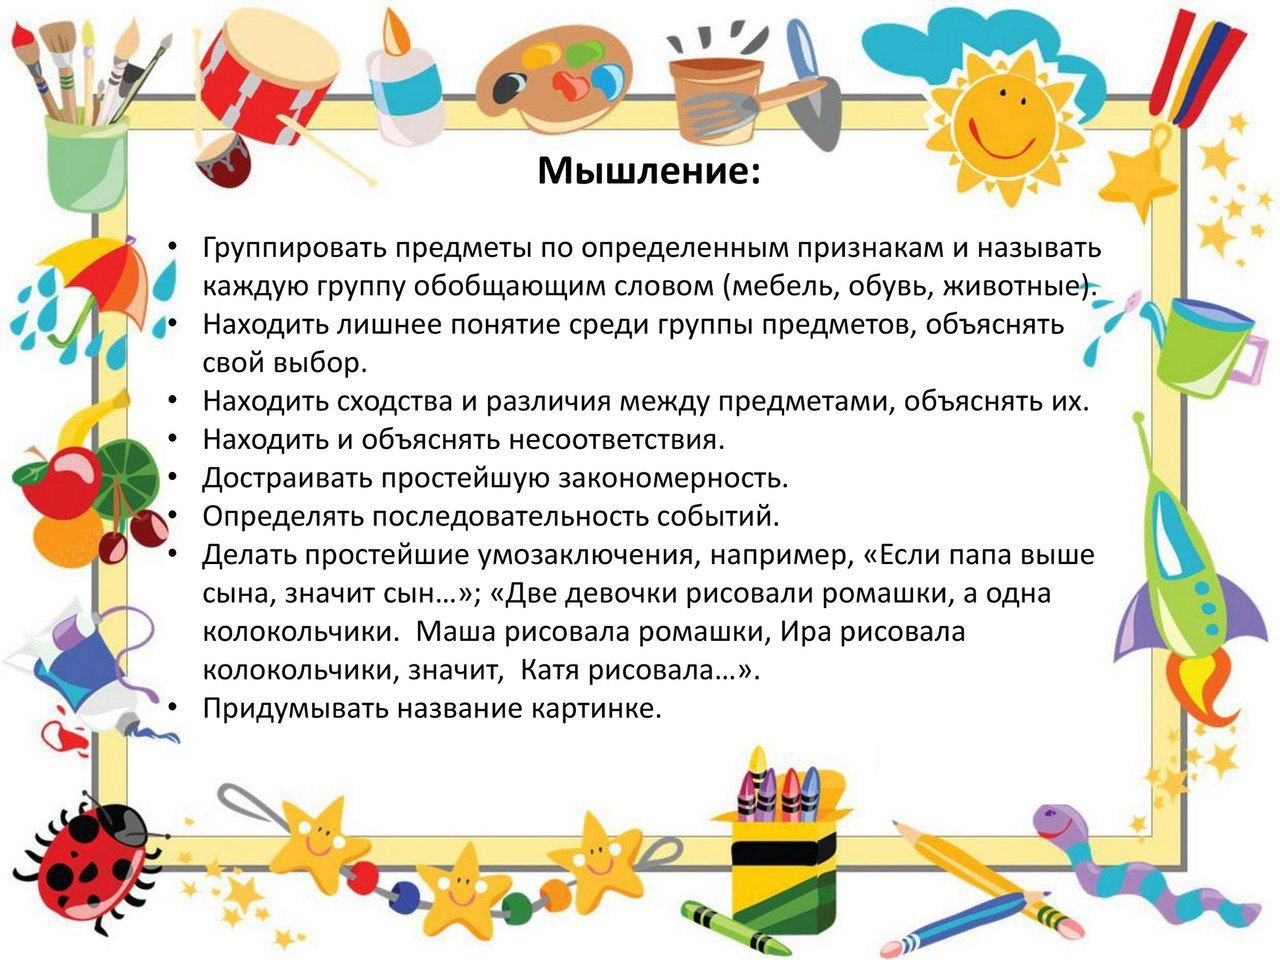 Мышление:
• Группировать предметы по определенным признакам и называть
каждую группу обобщающим словом (мебель, обувь, животные).
• Находить лишнее понятие среди группы предметов, объяснять
свой выбор.
• Находить сходства и различия между предметами, объяснять их.
• Находить и объяснять несоответствия.
• Достраивать простейшую закономерность.
• Определять последовательность событий.
• Делать простейшие умозаключения, например, «Если папа выше
сына, значит сын…»; «Две девочки рисовали ромашки, а одна
колокольчики.  Маша рисовала ромашки, Ира рисовала
колокольчики, значит,  Катя рисовала…».
• Придумывать название картинке.